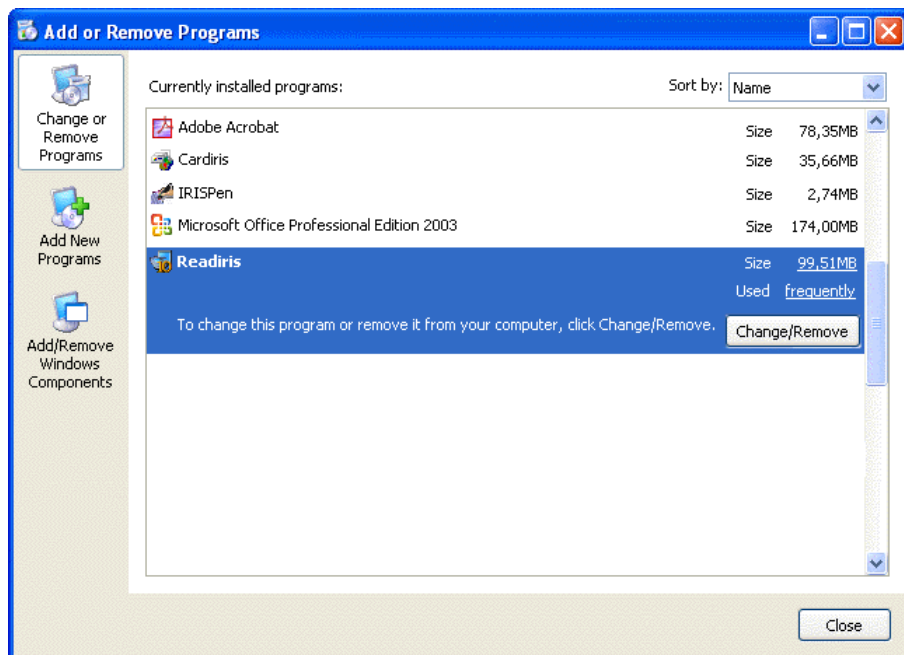 Add or Remove Programs
Change or
Remove
Programs
Add New
Programs
Add/Remove
Windows
Components
Currently installed programs:
Sort by: Name
Adobe Acrobat Size 78,35MB
Cardiris Size 35,66MB
IRISPen Size 2,74MB
Microsoft Office Professional Edition 2003 Size 174,00MB
Readiris Size 99,51MB
Used frequently
To change this program or remove it from your computer, click Change/Remove. Change/Remove
Close